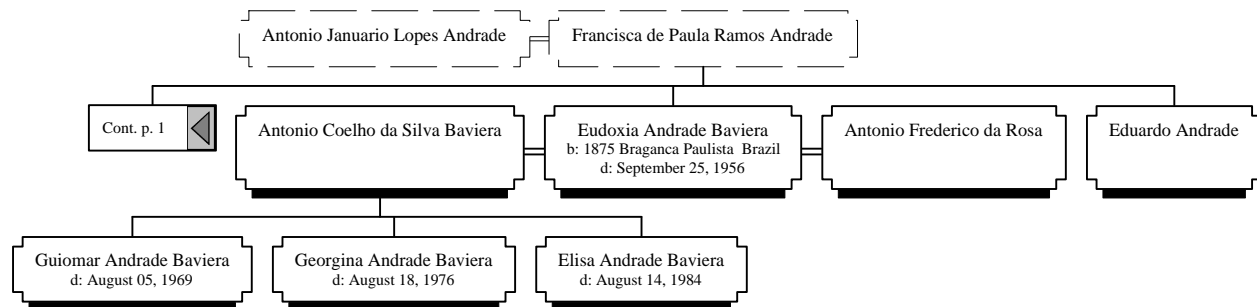 Antonio Januario Lopes Andrade
Francisca de Paula Ramos Andrade
Cont. p. 1
Antonio Coelho da Silva Baviera
Eudoxia Andrade Baviera
b: 1875 Braganca Paulista Brazil
d: September 25, 1956
Antonio Frederico da Rosa
Eduardo Andrade
Guiomar Andrade Baviera
d: August 05, 1969
Georgina Andrade Baviera
d: August 18, 1976
Elisa Andrade Baviera
d: August 14, 1984